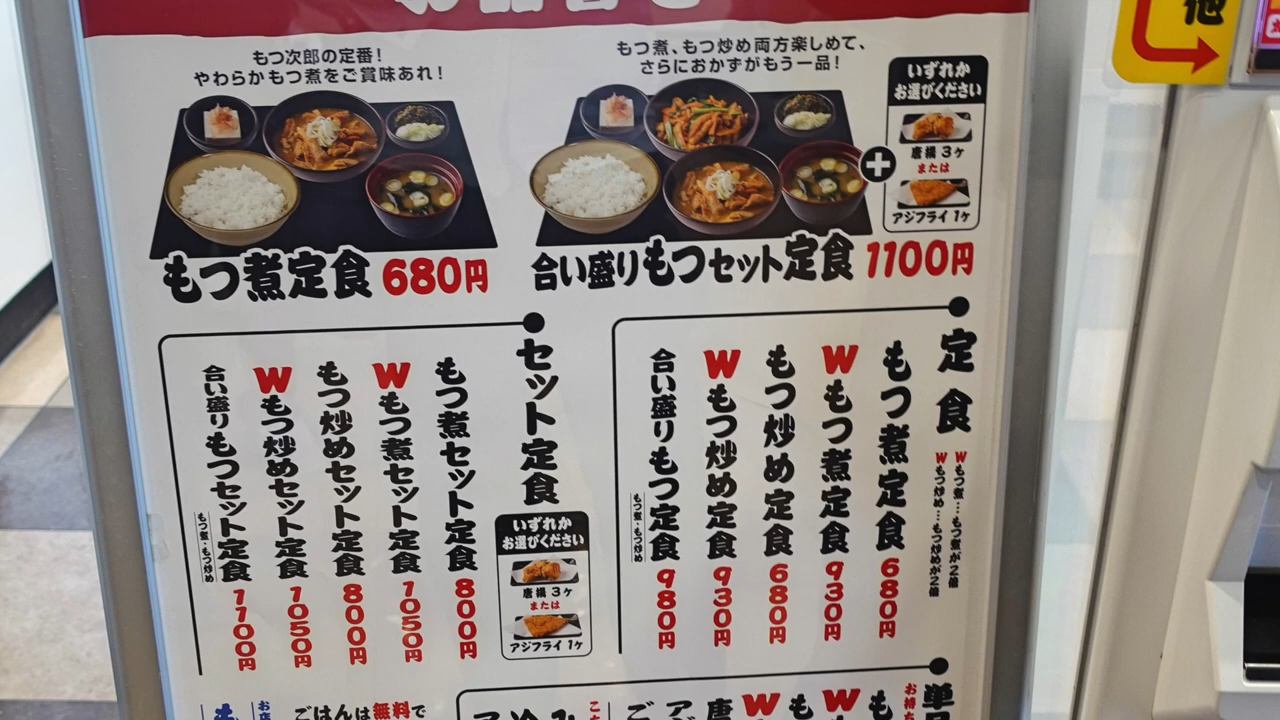 もつ次郎の定番！
やわらかもつ煮をご賞味あれ！
もつ煮定食 680円
もつ煮、もつ炒め両方楽しめて、
さらにおかずがもう一品！
いずれか
お選びください
唐揚 3ヶ
または
アジフライ 1ヶ
合い盛りもつセット定食 1100円
定食
Wもつ煮…もつ煮が2倍
Wもつ炒め…もつ炒めが2倍
もつ煮定食 680円
Wもつ煮定食 930円
もつ炒め定食 680円
Wもつ炒め定食 930円
合い盛りもつ定食 980円
もつ煮・もつ炒め
セット定食
いずれか
お選びください
唐揚 3ヶ
または
アジフライ 1ヶ
もつ煮セット定食 800円
Wもつ煮セット定食 1050円
もつ炒めセット定食 800円
Wもつ炒めセット定食 1050円
合い盛りもつセット定食 1100円
もつ煮・もつ炒め
ごはんは無料で
他